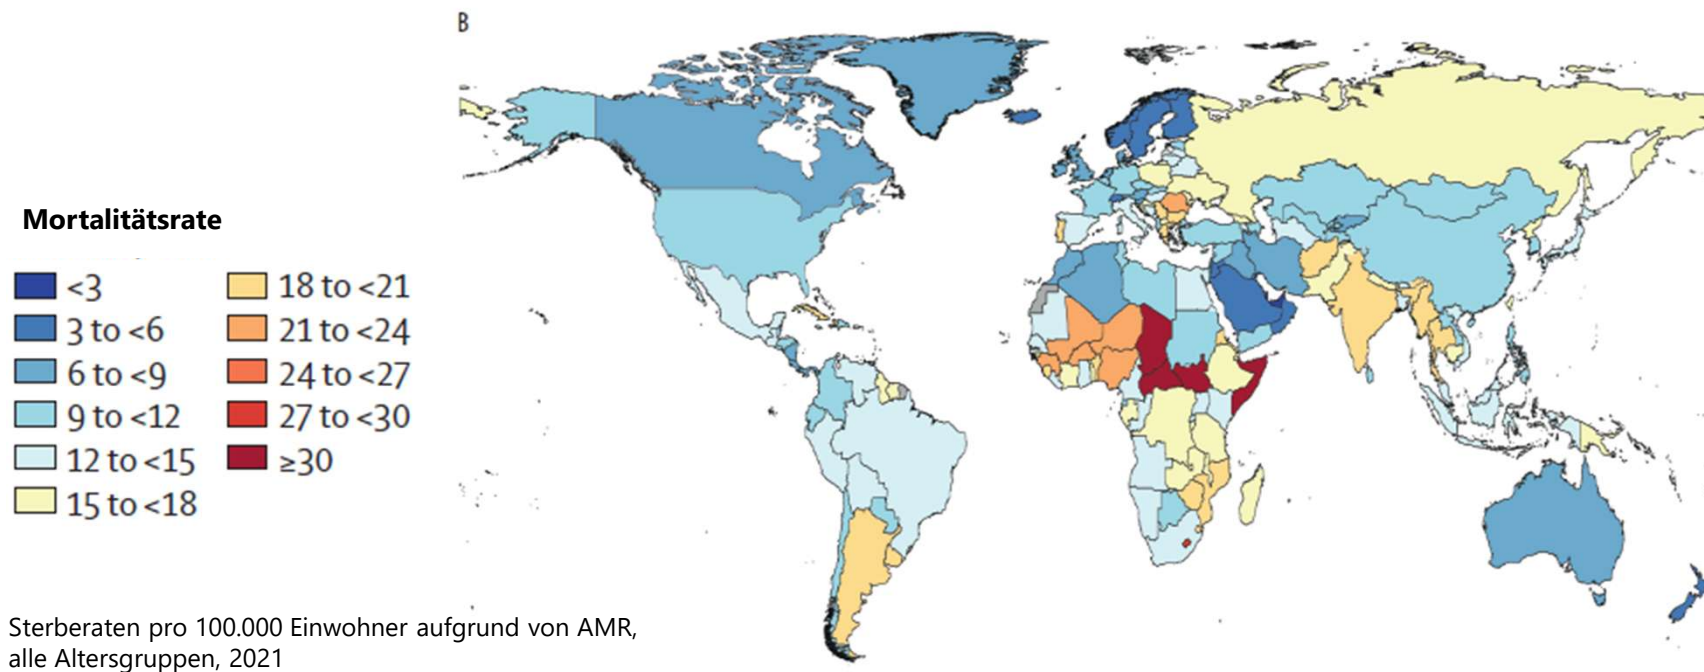 B
Mortalitätsrate
<3
3 to <6
6 to <9
9 to <12
12 to <15
15 to <18
18 to <21
21 to <24
24 to <27
27 to <30
≥30
Sterberaten pro 100.000 Einwohner aufgrund von AMR,
alle Altersgruppen, 2021